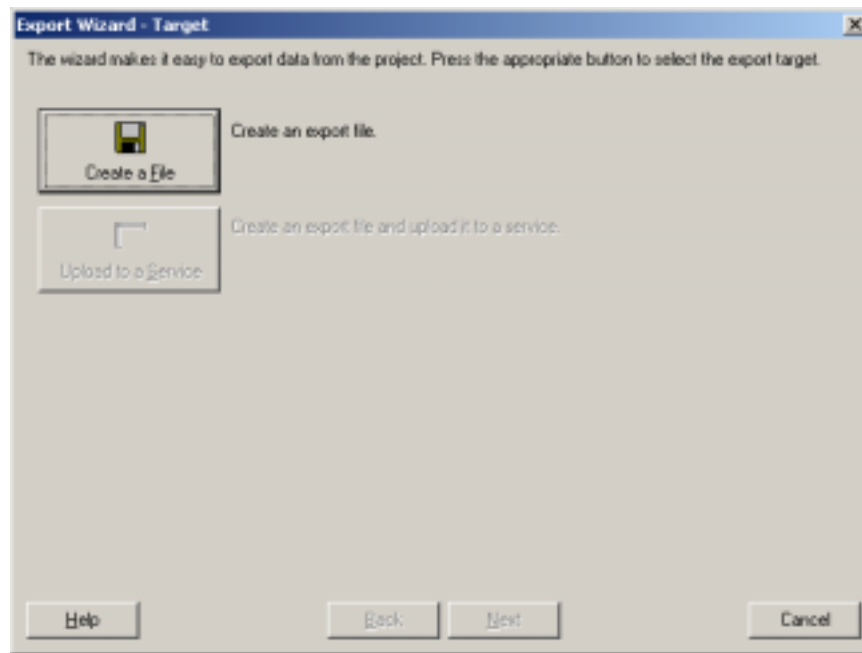 Export Wizard - Target
The wizard makes it easy to export data from the project. Press the appropriate button to select the export target.
Create an export file.
Create a File
Create an export file and upload it to a service.
Upload to a Service
Help
Back
Next
Cancel